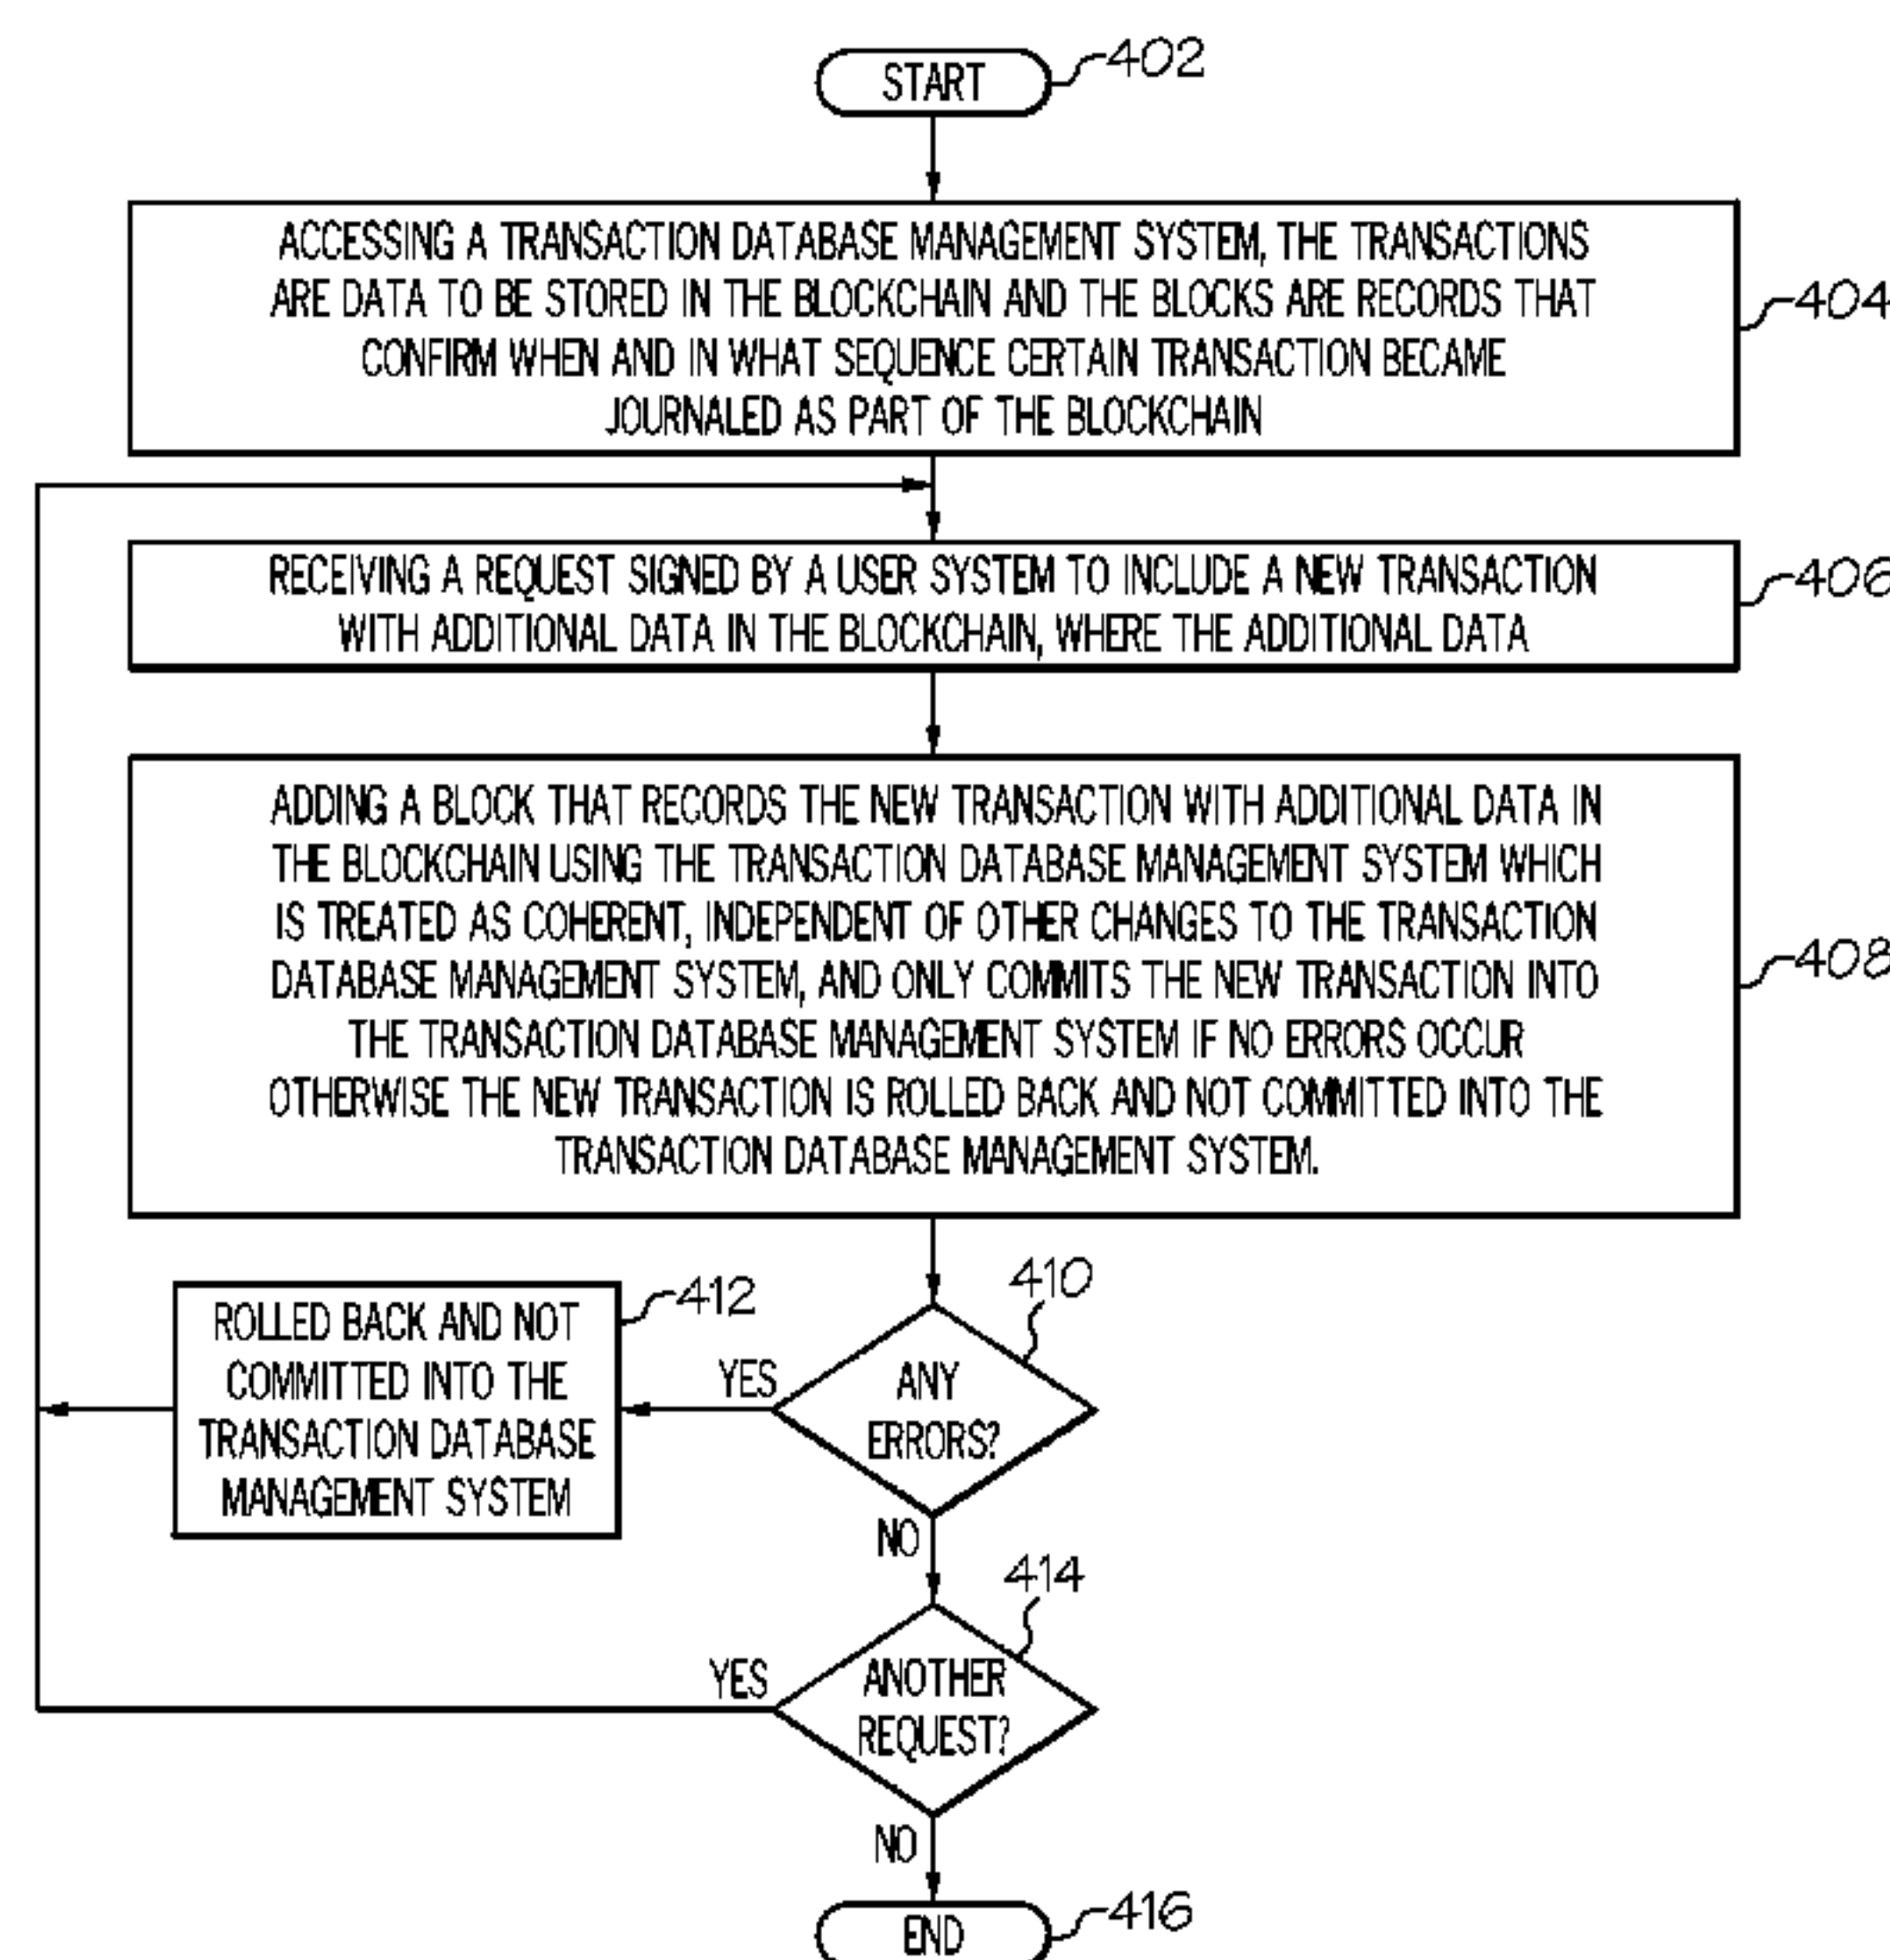 START
402
ACCESSING A TRANSACTION DATABASE MANAGEMENT SYSTEM, THE TRANSACTIONS
ARE DATA TO BE STORED IN THE BLOCKCHAIN AND THE BLOCKS ARE RECORDS THAT
CONFIRM WHEN AND IN WHAT SEQUENCE CERTAIN TRANSACTION BECAME
JOURNALED AS PART OF THE BLOCKCHAIN
404
RECEIVING A REQUEST SIGNED BY A USER SYSTEM TO INCLUDE A NEW TRANSACTION
WITH ADDITIONAL DATA IN THE BLOCKCHAIN, WHERE THE ADDITIONAL DATA
406
ADDING A BLOCK THAT RECORDS THE NEW TRANSACTION WITH ADDITIONAL DATA IN
THE BLOCKCHAIN USING THE TRANSACTION DATABASE MANAGEMENT SYSTEM WHICH
IS TREATED AS COHERENT, INDEPENDENT OF OTHER CHANGES TO THE TRANSACTION
DATABASE MANAGEMENT SYSTEM, AND ONLY COMMITS THE NEW TRANSACTION INTO
THE TRANSACTION DATABASE MANAGEMENT SYSTEM IF NO ERRORS OCCUR
OTHERWISE THE NEW TRANSACTION IS ROLLED BACK AND NOT COMMITTED INTO THE
TRANSACTION DATABASE MANAGEMENT SYSTEM.
408
410
ANY
ERRORS?
YES
412
ROLLED BACK AND NOT
COMMITTED INTO THE
TRANSACTION DATABASE
MANAGEMENT SYSTEM
NO
414
ANOTHER
REQUEST?
YES
NO
END
416